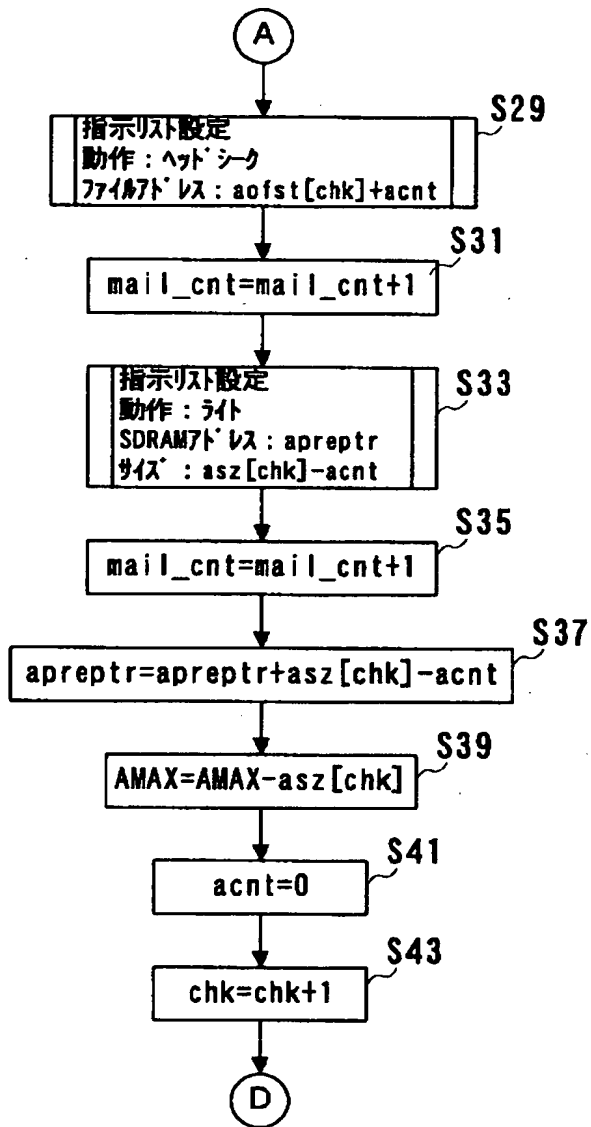 A
S29
指示リスト設定
動作:ヘッドシーク
ファイルアドレス:aofst[chk]+acnt
S31
mail_cnt=mail_cnt+1
S33
指示リスト設定
動作:ライト
SDRAMアドレス:apreptr
サイズ:asz[chk]-acnt
S35
mail_cnt=mail_cnt+1
S37
apreptr=apreptr+asz[chk]-acnt
S39
AMAX=AMAX-asz[chk]
S41
acnt=0
S43
chk=chk+1
D